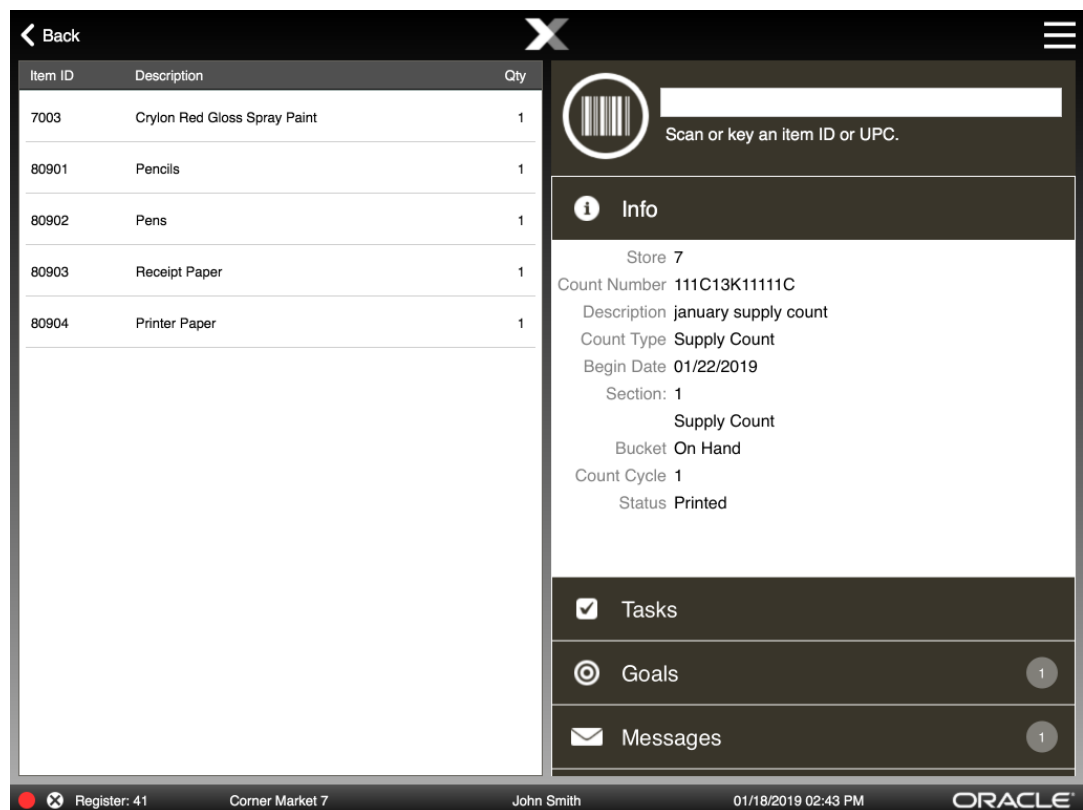 Back
Item ID Description Qty
7003 Crylon Red Gloss Spray Paint 1
80901 Pencils 1
80902 Pens 1
80903 Receipt Paper 1
80904 Printer Paper 1
Scan or key an item ID or UPC.
Info
Store 7
Count Number 111C13K11111C
Description january supply count
Count Type Supply Count
Begin Date 01/22/2019
Section: 1
Supply Count
Bucket On Hand
Count Cycle 1
Status Printed
Tasks
Goals 1
Messages 1
Register: 41 Corner Market 7 John Smith 01/18/2019 02:43 PM ORACLE